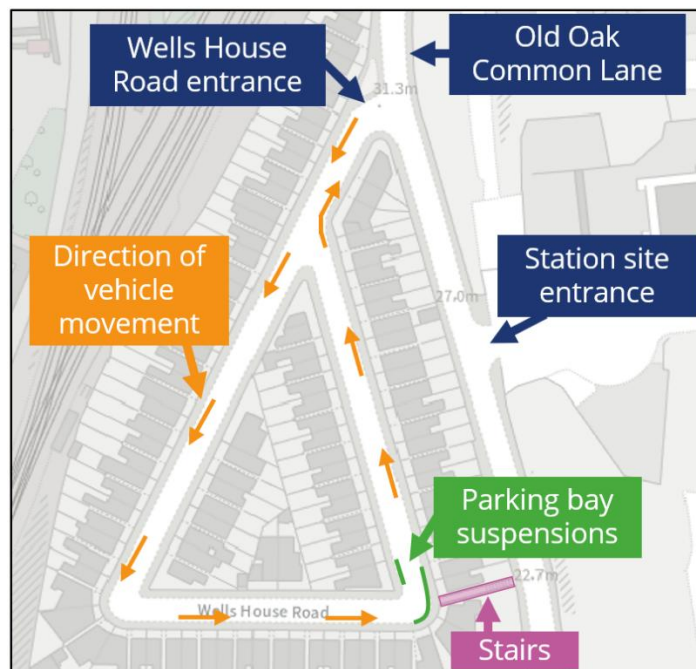 Wells House
Road entrance
Old Oak
Common Lane
31.3m
Direction of
vehicle
movement
Station site
entrance
27.0m
Parking bay
suspensions
22.7m
Wells House Road
Stairs